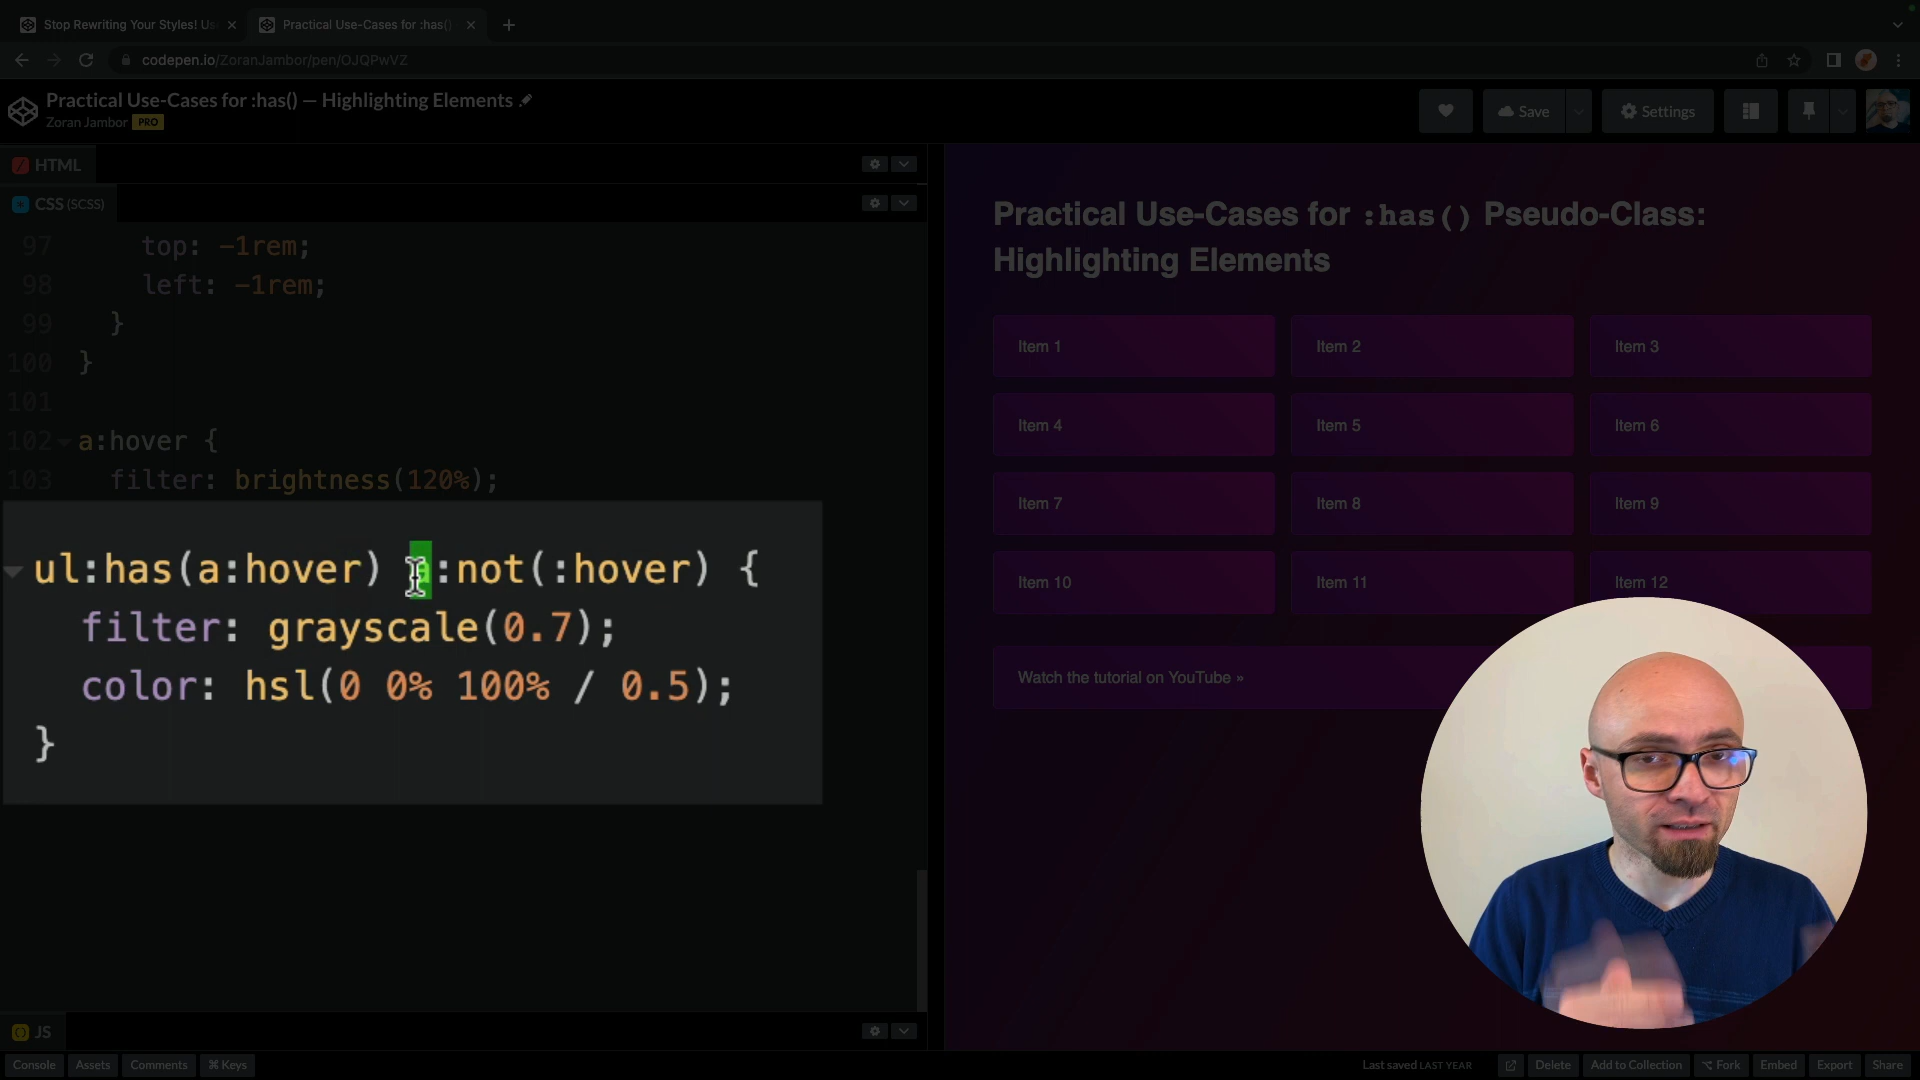 Stop Rewriting Your Styles! Us
Practical Use-Cases for :has()
codepen.io/ZoranJambor/pen/OJQPwVZ
Practical Use-Cases for :has() — Highlighting Elements
Zoran Jambor PRO
Save
Settings
HTML
CSS (SCSS)
97 top: -1rem;
98 left: -1rem;
99 }
100 }
101
102 a:hover {
103 filter: brightness(120%);
ul:has(a:hover) a:not(:hover) {
filter: grayscale(0.7);
color: hsl(0 0% 100% / 0.5);
}
Practical Use-Cases for :has() Pseudo-Class:
Highlighting Elements
Item 1
Item 2
Item 3
Item 4
Item 5
Item 6
Item 7
Item 8
Item 9
Item 10
Item 11
Item 12
Watch the tutorial on YouTube »
JS
Console
Assets
Comments
⌘ Keys
Last saved LAST YEAR
Delete
Add to Collection
⌥ Fork
Embed
Export
Share